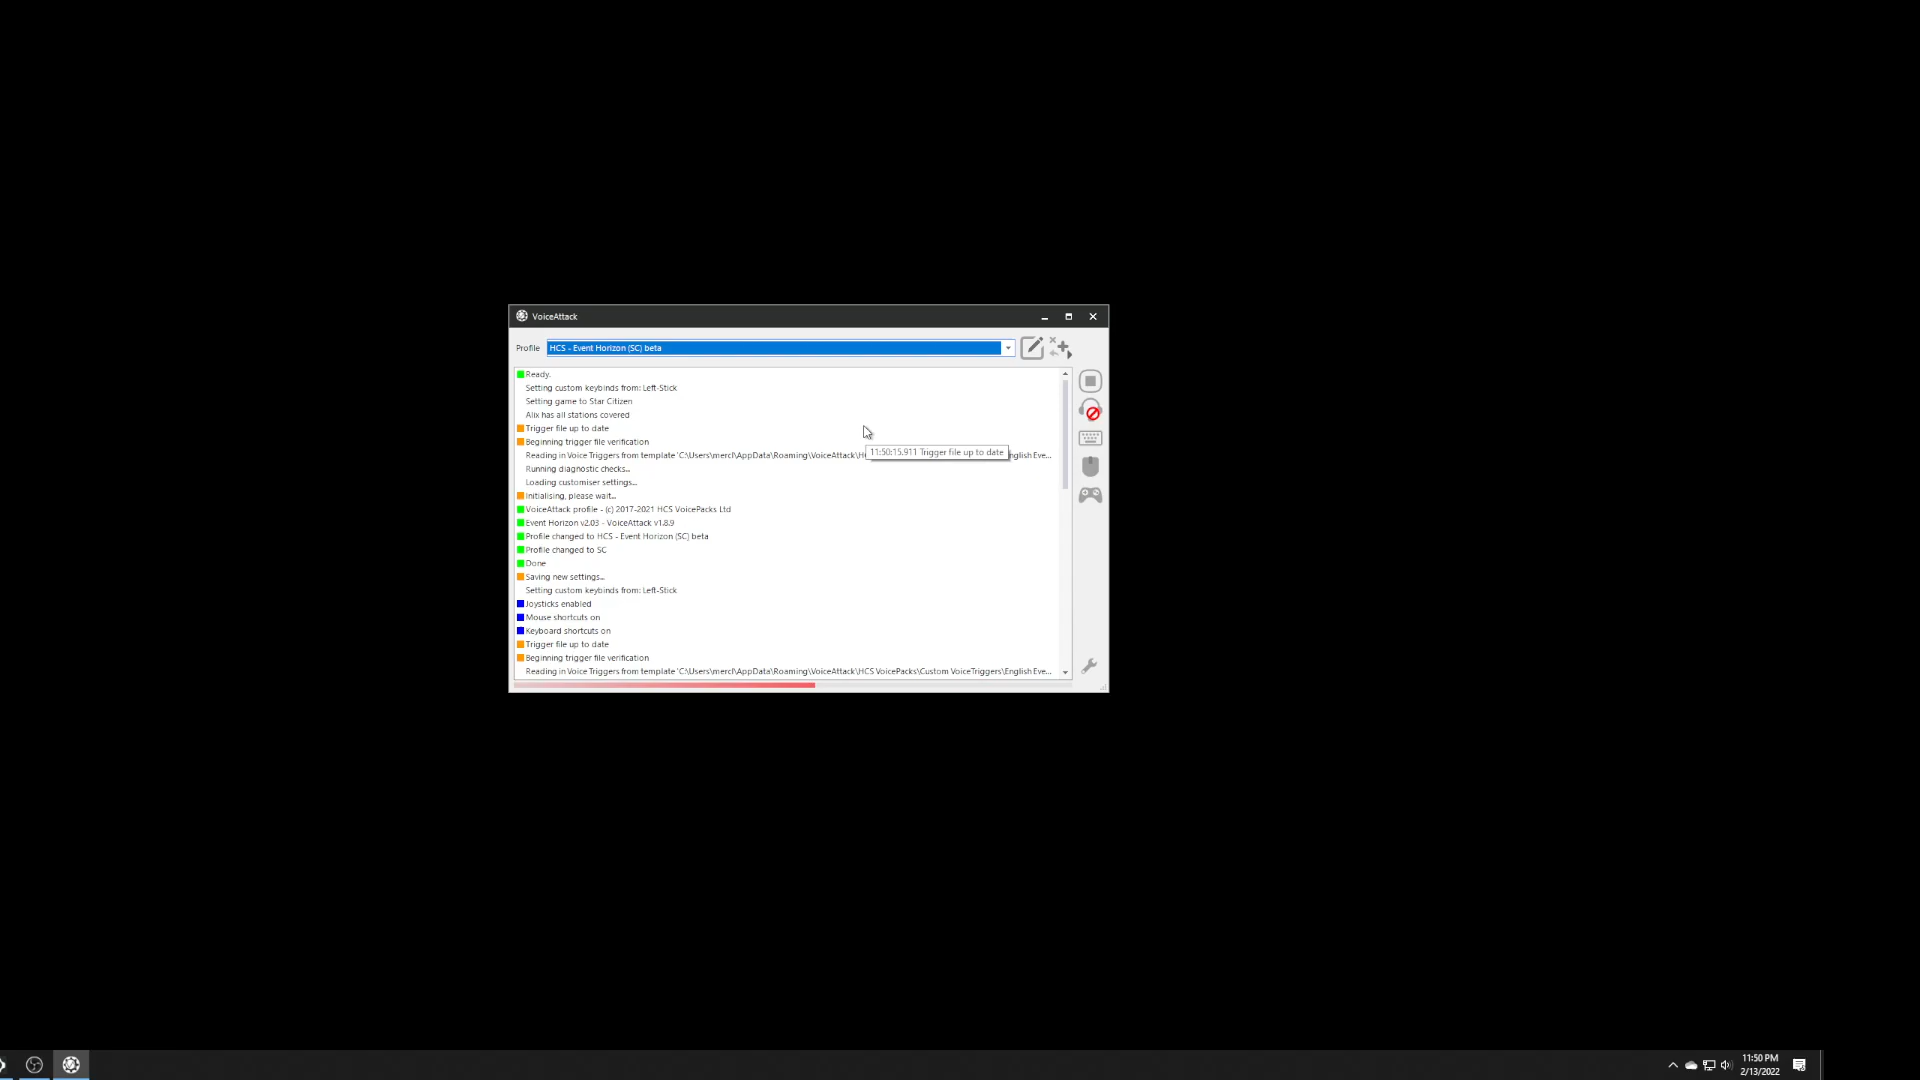 VoiceAttack
Profile HCS - Event Horizon (SC) beta
Ready.
Setting custom keybinds from: Left-Stick
Setting game to Star Citizen
Alix has all stations covered
Trigger file up to date
Beginning trigger file verification
11:50:15.911 Trigger file up to date
Reading in Voice Triggers from template 'C:\Users\mercl\AppData\Roaming\VoiceAttack\H nglish Eve...
Running diagnostic checks...
Loading customiser settings...
Initialising, please wait...
VoiceAttack profile - (c) 2017-2021 HCS VoicePacks Ltd
Event Horizon v2.03 - VoiceAttack v1.8.9
Profile changed to HCS - Event Horizon (SC) beta
Profile changed to SC
Done
Saving new settings...
Setting custom keybinds from: Left-Stick
Joysticks enabled
Mouse shortcuts on
Keyboard shortcuts on
Trigger file up to date
Beginning trigger file verification
Reading in Voice Triggers from template 'C:\Users\mercl\AppData\Roaming\VoiceAttack\HCS VoicePacks\Custom VoiceTriggers\English Eve...
11:50 PM
2/13/2022